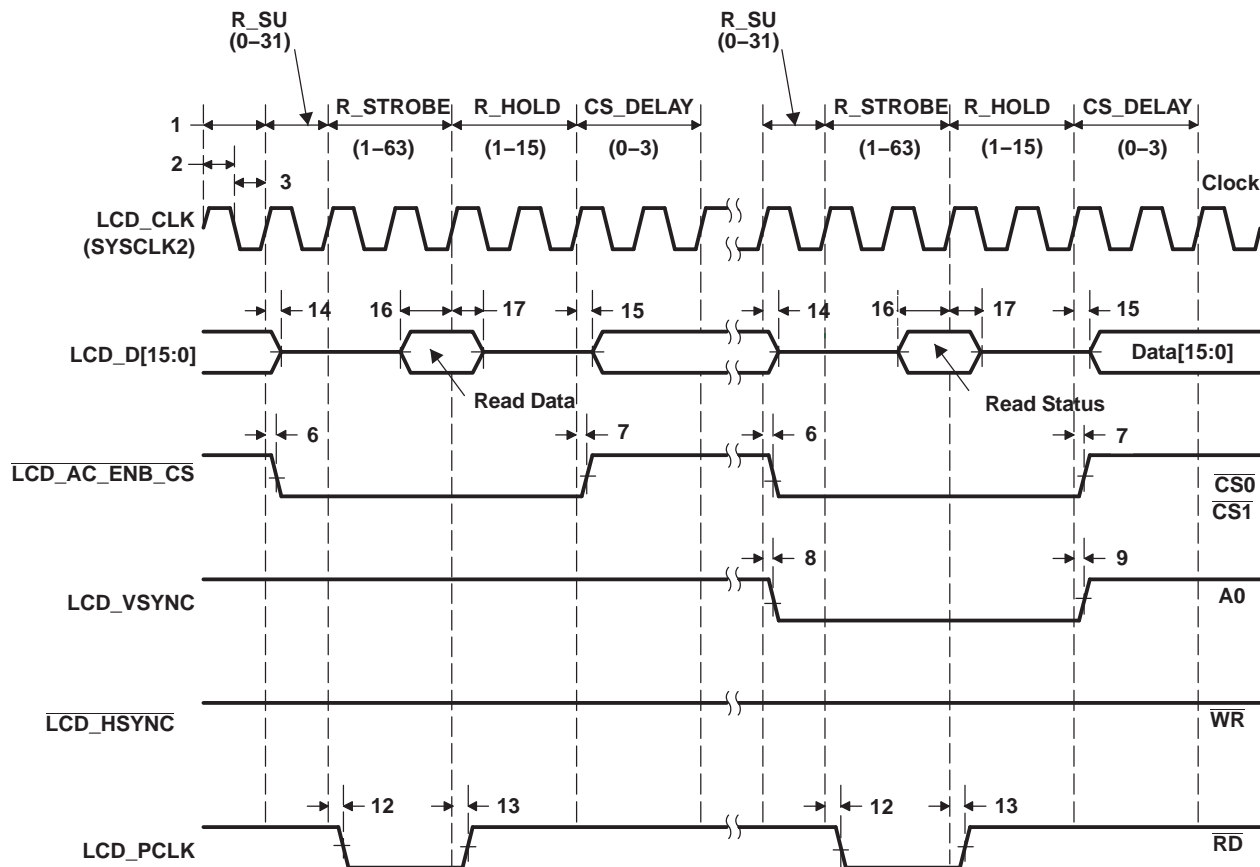 R_SU
(0–31)
R_SU
(0–31)
R_STROBE R_HOLD CS_DELAY
R_STROBE R_HOLD CS_DELAY
1
(1–63) (1–15) (0–3)
(1–63) (1–15) (0–3)
2
3
Clock
LCD_CLK
(SYSCLK2)
14 16 17 15
14 16 17 15
LCD_D[15:0]
Data[15:0]
Read Data
Read Status
6 7 6 7
LCD_AC_ENB_CS
CS0
CS1
8 9
LCD_VSYNC
A0
LCD_HSYNC
WR
12 13 12 13
LCD_PCLK
RD